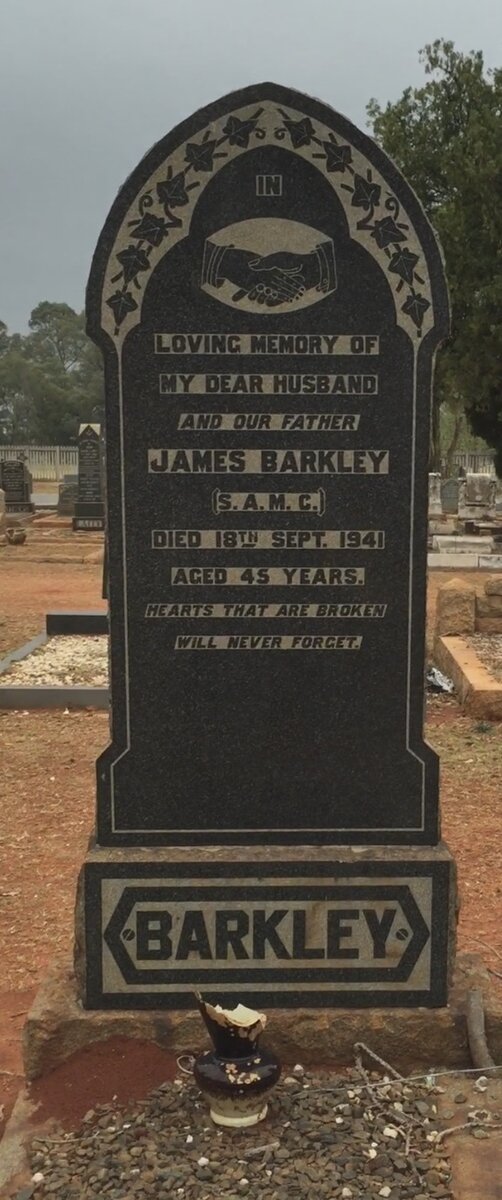 IN
LOVING MEMORY OF
MY DEAR HUSBAND
AND OUR FATHER
JAMES BARKLEY
(S.A.M.C.)
DIED 18TH SEPT. 1941
AGED 45 YEARS.
HEARTS THAT ARE BROKEN
WILL NEVER FORGET.
BARKLEY